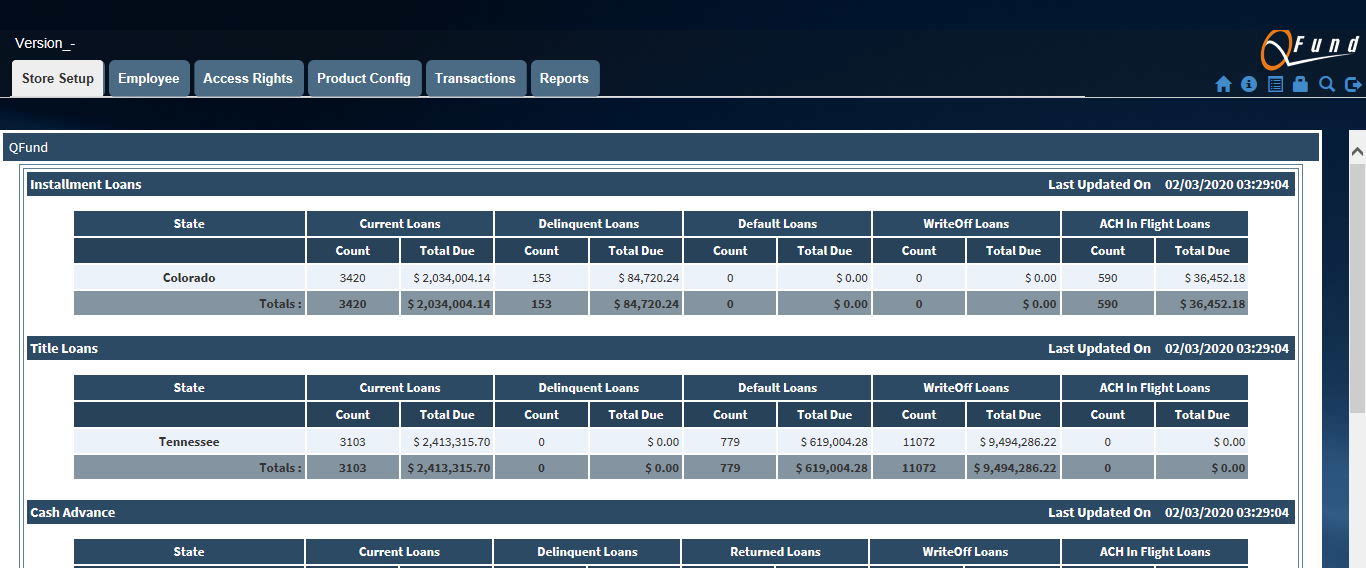 Version_-
QFund
Store Setup Employee Access Rights Product Config Transactions Reports
QFund
Installment Loans Last Updated On 02/03/2020 03:29:04
State Current Loans Delinquent Loans Default Loans WriteOff Loans ACH In Flight Loans
Count Total Due Count Total Due Count Total Due Count Total Due Count Total Due
Colorado 3420 $ 2,034,004.14 153 $ 84,720.24 0 $ 0.00 0 $ 0.00 590 $ 36,452.18
Totals : 3420 $ 2,034,004.14 153 $ 84,720.24 0 $ 0.00 0 $ 0.00 590 $ 36,452.18
Title Loans Last Updated On 02/03/2020 03:29:04
State Current Loans Delinquent Loans Default Loans WriteOff Loans ACH In Flight Loans
Count Total Due Count Total Due Count Total Due Count Total Due Count Total Due
Tennessee 3103 $ 2,413,315.70 0 $ 0.00 779 $ 619,004.28 11072 $ 9,494,286.22 0 $ 0.00
Totals : 3103 $ 2,413,315.70 0 $ 0.00 779 $ 619,004.28 11072 $ 9,494,286.22 0 $ 0.00
Cash Advance Last Updated On 02/03/2020 03:29:04
State Current Loans Delinquent Loans Returned Loans WriteOff Loans ACH In Flight Loans